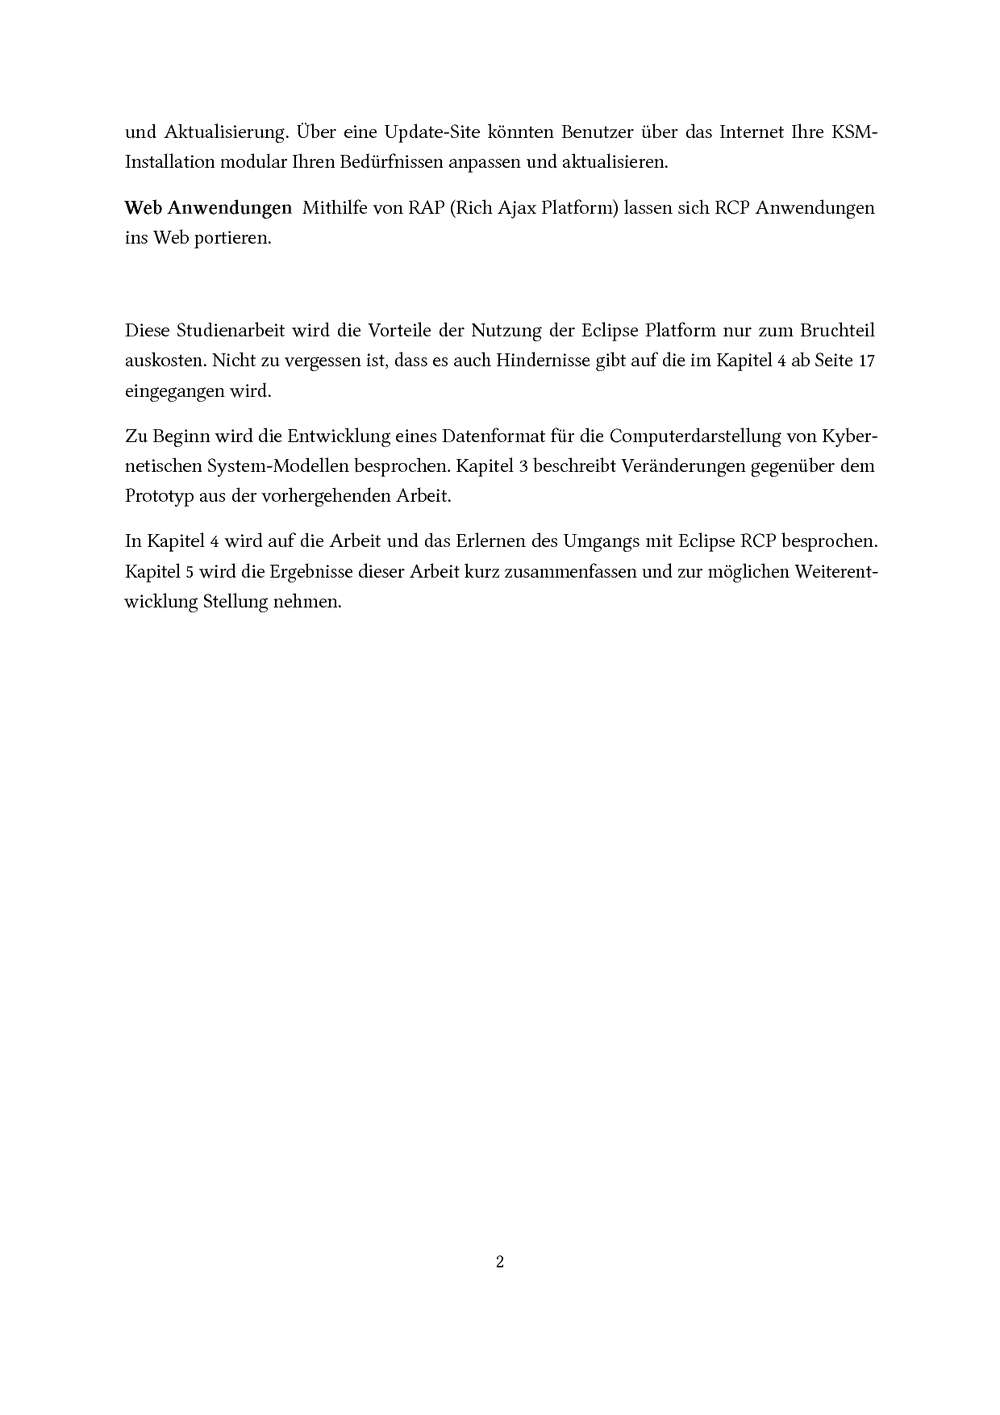 und Aktualisierung. Über eine Update-Site könnten Benutzer über das Internet Ihre KSM-
Installation modular Ihren Bedürfnissen anpassen und aktualisieren.
Web Anwendungen Mithilfe von RAP (Rich Ajax Platform) lassen sich RCP Anwendungen
ins Web portieren.
Diese Studienarbeit wird die Vorteile der Nutzung der Eclipse Platform nur zum Bruchteil
auskosten. Nicht zu vergessen ist, dass es auch Hindernisse gibt auf die im Kapitel 4 ab Seite 17
eingegangen wird.
Zu Beginn wird die Entwicklung eines Datenformat für die Computerdarstellung von Kyber-
netischen System-Modellen besprochen. Kapitel 3 beschreibt Veränderungen gegenüber dem
Prototyp aus der vorhergehenden Arbeit.
In Kapitel 4 wird auf die Arbeit und das Erlernen des Umgangs mit Eclipse RCP besprochen.
Kapitel 5 wird die Ergebnisse dieser Arbeit kurz zusammenfassen und zur möglichen Weiterent-
wicklung Stellung nehmen.
2